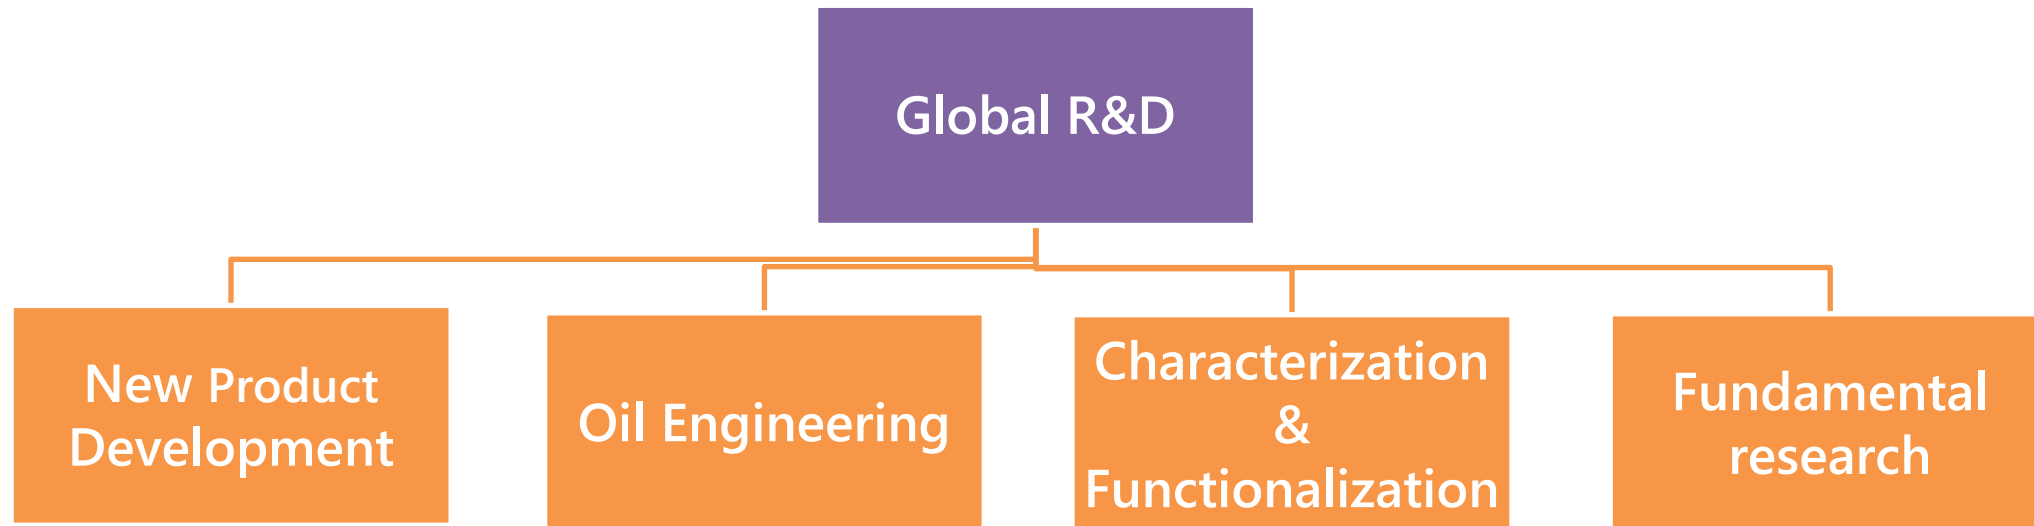 Global R&D
New Product
Development
Oil Engineering
Characterization
&
Functionalization
Fundamental
research